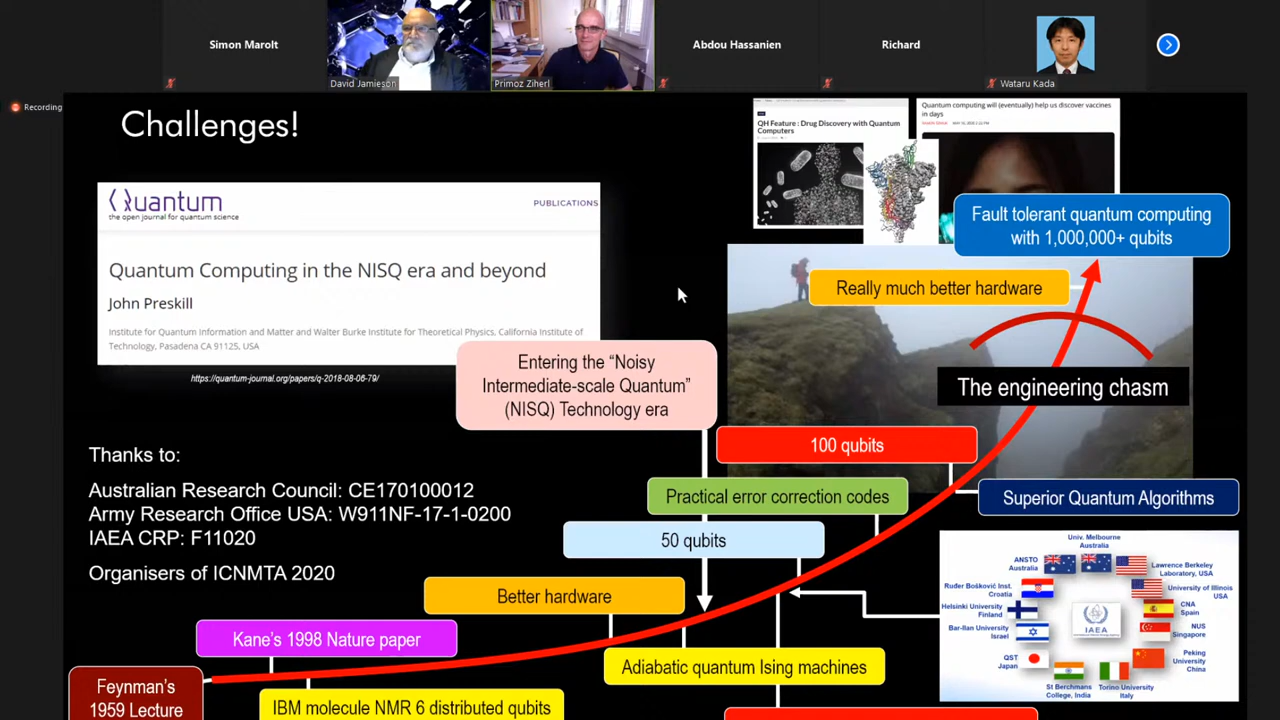 Simon Marolt
David Jamieson
Primoz Ziherl
Abdou Hassanien
Richard
Wataru Kada
Recording
Challenges!
QH Feature : Drug Discovery with Quantum
Computers
Quantum computing will (eventually) help us discover vaccines
in days
Quantum
the open journal for quantum science
PUBLICATIONS
Quantum Computing in the NISQ era and beyond
John Preskill
Institute for Quantum Information and Matter and Walter Burke Institute for Theoretical Physics, California Institute of
Technology, Pasadena CA 91125, USA
https://quantum-journal.org/papers/q-2018-08-06-79/
Fault tolerant quantum computing
with 1,000,000+ qubits
Really much better hardware
The engineering chasm
Entering the “Noisy
Intermediate-scale Quantum”
(NISQ) Technology era
100 qubits
Practical error correction codes
Superior Quantum Algorithms
50 qubits
Better hardware
Thanks to:
Australian Research Council: CE170100012
Army Research Office USA: W911NF-17-1-0200
IAEA CRP: F11020
Organisers of ICNMTA 2020
Kane's 1998 Nature paper
Adiabatic quantum Ising machines
Feynman's
1959 Lecture
IBM molecule NMR 6 distributed qubits
Univ. Melbourne
Australia
ANSTO
Australia
Lawrence Berkeley
Laboratory, USA
Ruđer Bošković Inst.
Croatia
University of Illinois
USA
Helsinki University
Finland
CNA
Spain
Bar-Ilan University
Israel
IAEA
NUS
Singapore
QST
Japan
Peking
University
China
St Berchmans
College, India
Torino University
Italy